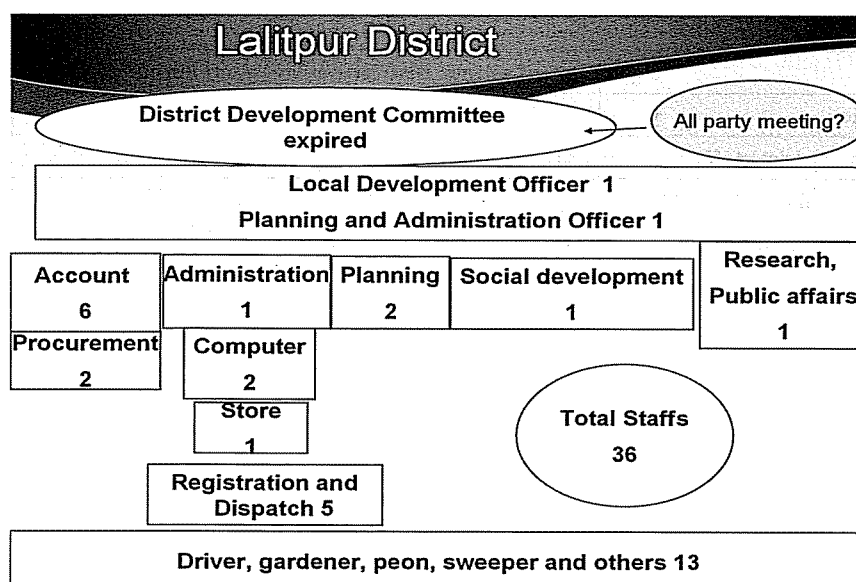 Lalitpur District
District Development Committee
expired
All party meeting?
Local Development Officer 1
Planning and Administration Officer 1
Account
6
Administration
1
Planning
2
Social development
1
Research,
Public affairs
1
Procurement
2
Computer
2
Store
1
Total Staffs
36
Registration and
Dispatch 5
Driver, gardener, peon, sweeper and others 13